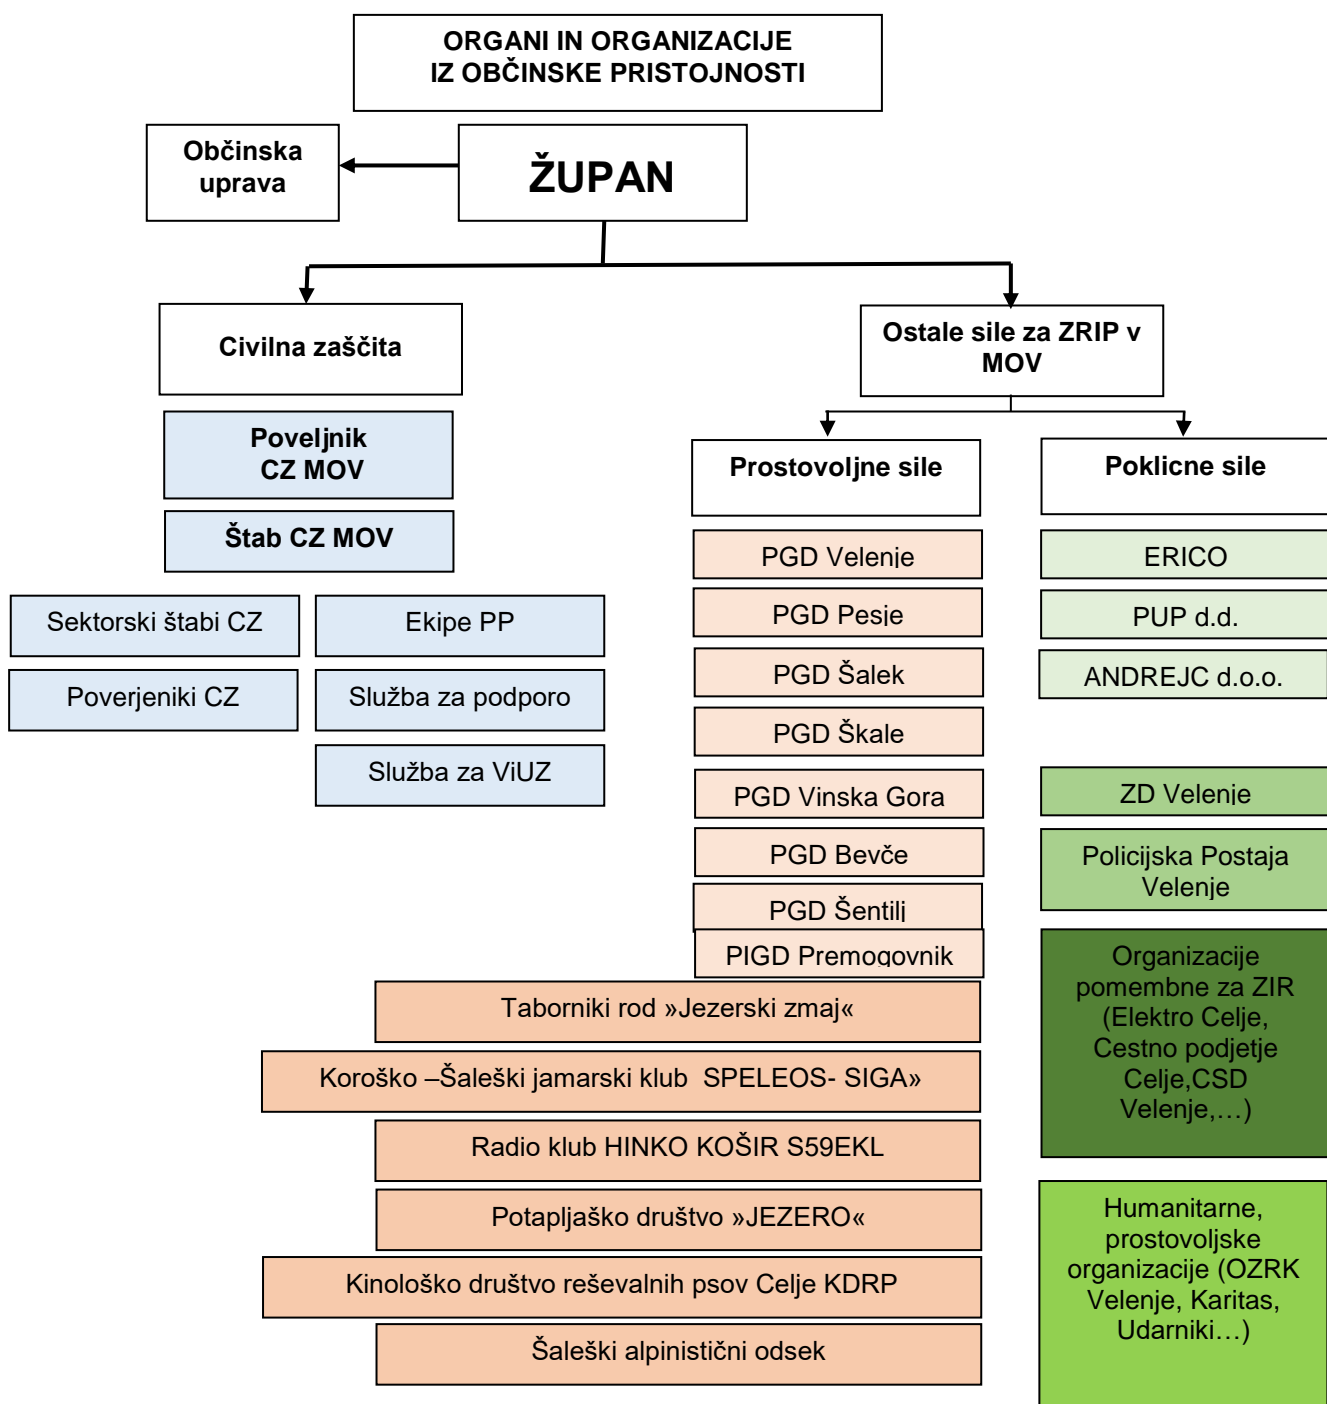 ORGANI IN ORGANIZACIJE
IZ OBČINSKE PRISTOJNOSTI
Občinska
uprava
ŽUPAN
Civilna zaščita
Ostale sile za ZRIP v
MOV
Poveljnik
CZ MOV
Štab CZ MOV
Sektorski štabi CZ
Ekipe PP
Poverjeniki CZ
Služba za podporo
Služba za ViUZ
Prostovoljne sile
PGD Velenje
PGD Pesje
PGD Šalek
PGD Škale
PGD Vinska Gora
PGD Bevče
PGD Šentilj
PIGD Premogovnik
Taborniki rod »Jezerski zmaj«
Koroško –Šaleški jamarski klub  SPELEOS- SIGA»
Radio klub HINKO KOŠIR S59EKL
Potapljaško društvo »JEZERO«
Kinološko društvo reševalnih psov Celje KDRP
Šaleški alpinistični odsek
Poklicne sile
ERICO
PUP d.d.
ANDREJC d.o.o.
ZD Velenje
Policijska Postaja
Velenje
Organizacije
pomembne za ZIR
(Elektro Celje,
Cestno podjetje
Celje,CSD
Velenje,…)
Humanitarne,
prostovoljske
organizacije (OZRK
Velenje, Karitas,
Udarniki…)